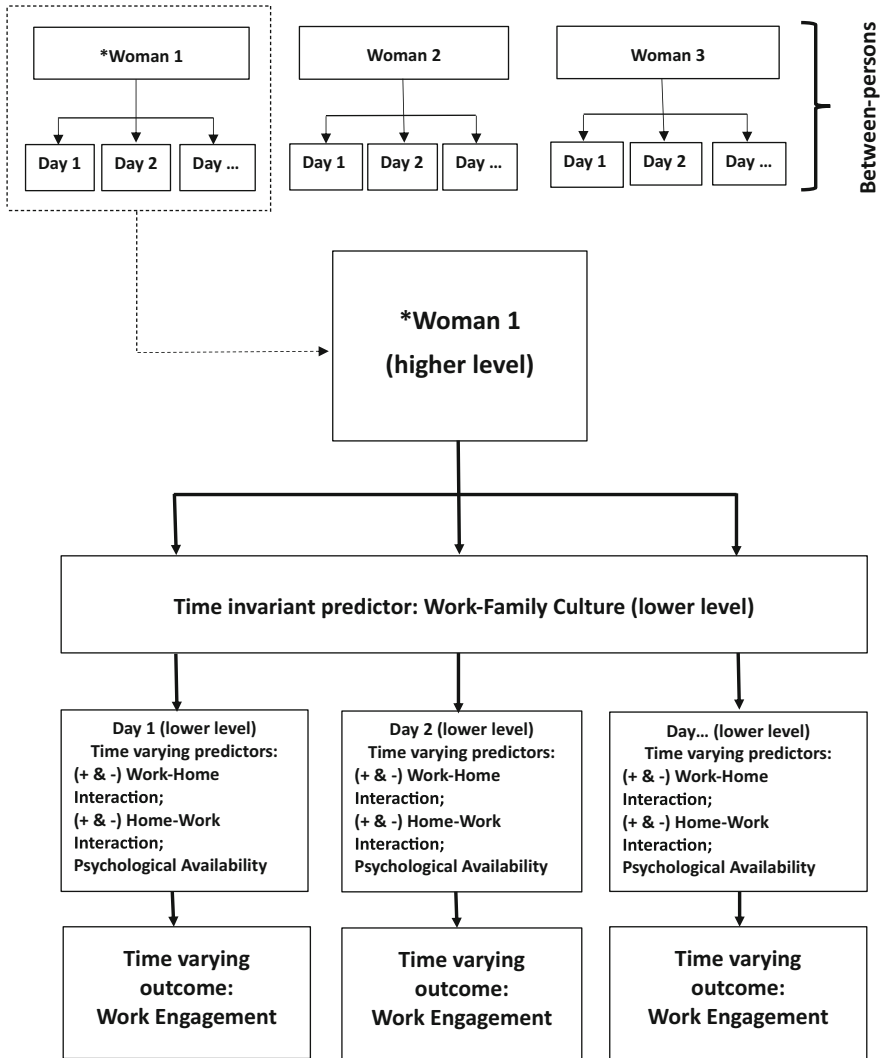 *Woman 1
Woman 2
Woman 3
Day 1
Day 2
Day ...
Day 1
Day 2
Day ...
Day 1
Day 2
Day ...
Between-persons
*Woman 1
(higher level)
Time invariant predictor: Work-Family Culture (lower level)
Day 1 (lower level)
Time varying predictors:
(+ & -) Work-Home
Interaction;
(+ & -) Home-Work
Interaction;
Psychological Availability
Day 2 (lower level)
Time varying predictors:
(+ & -) Work-Home
Interaction;
(+ & -) Home-Work
Interaction;
Psychological Availability
Day... (lower level)
Time varying predictors:
(+ & -) Work-Home
Interaction;
(+ & -) Home-Work
Interaction;
Psychological Availability
Time varying
outcome:
Work Engagement
Time varying
outcome:
Work Engagement
Time varying
outcome:
Work Engagement